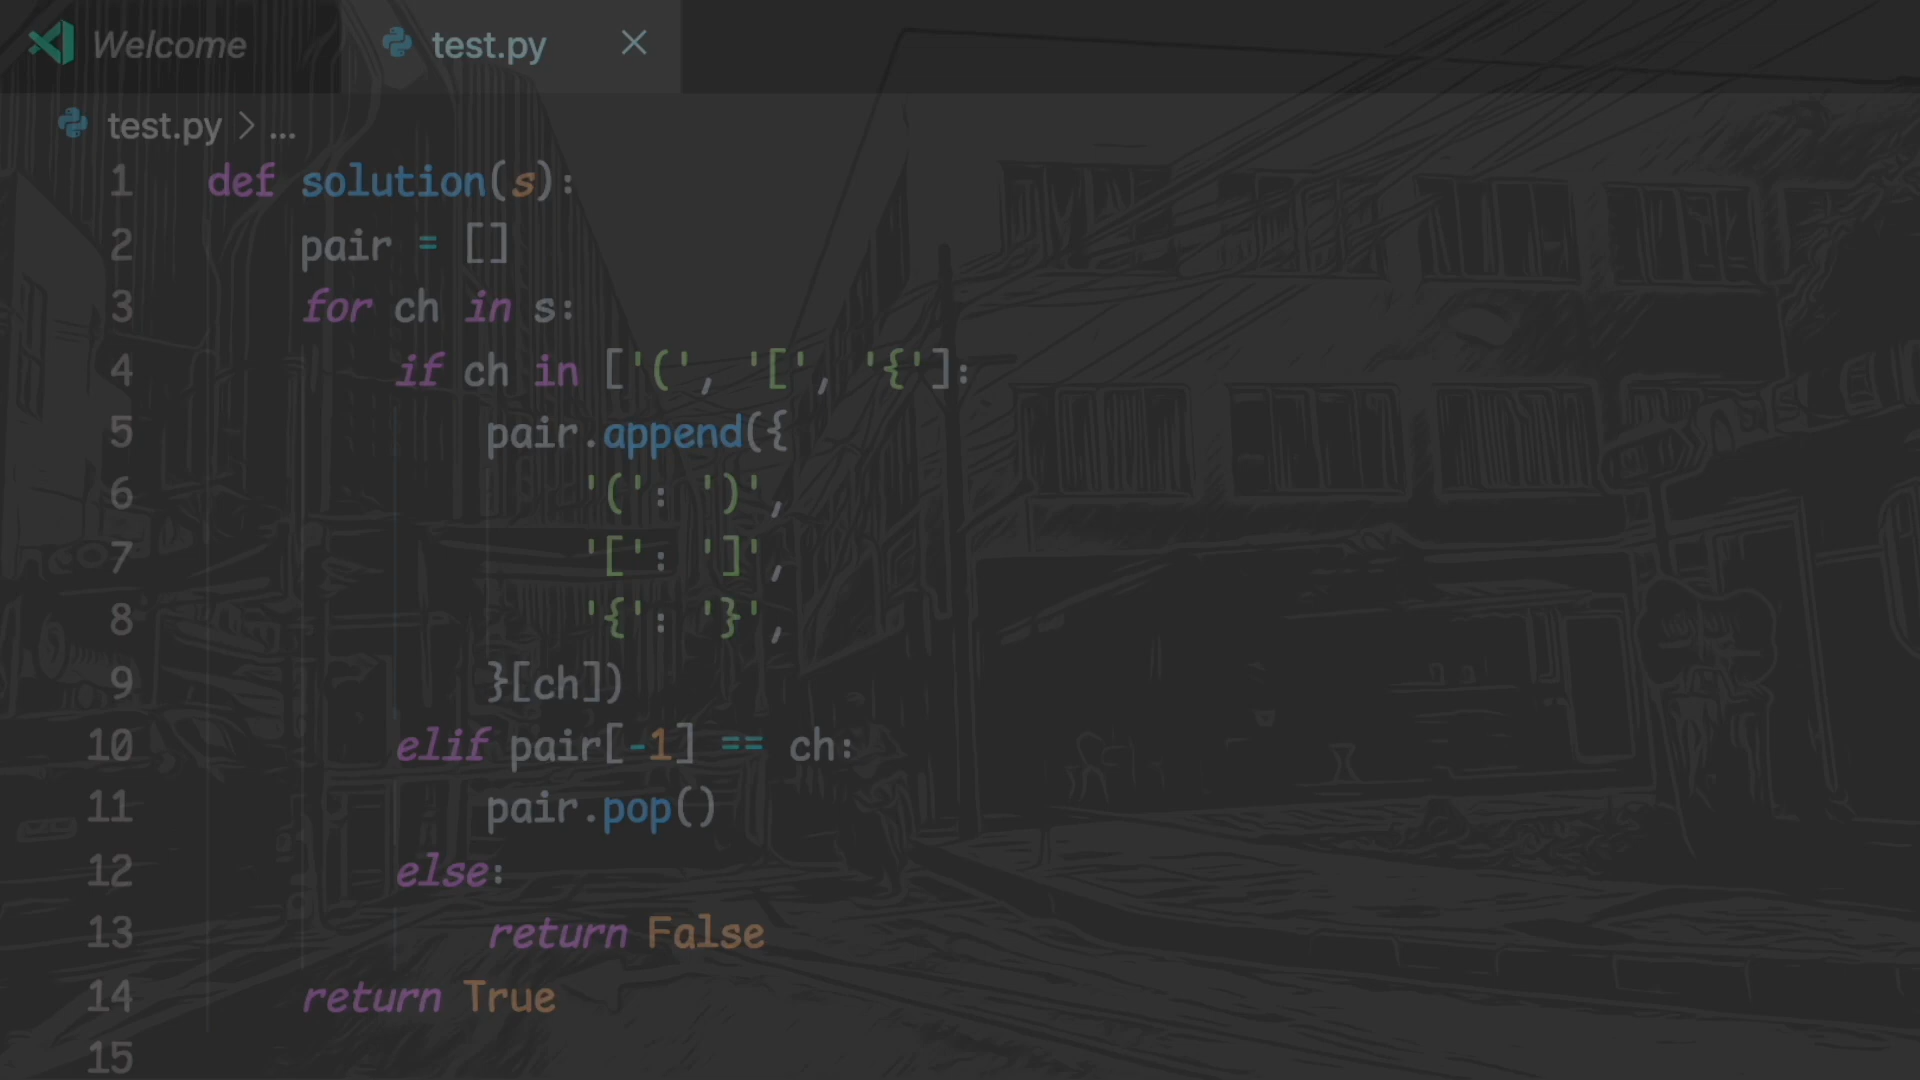 Welcome test.py
test.py > ...
1 def solution(s):
2 pair = []
3 for ch in s:
4 if ch in ['(', '[', '{']:
5 pair.append({
6 '(': ')',
7 '[': ']',
8 '{': '}',
9 }[ch])
10 elif pair[-1] == ch:
11 pair.pop()
12 else:
13 return False
14 return True
15